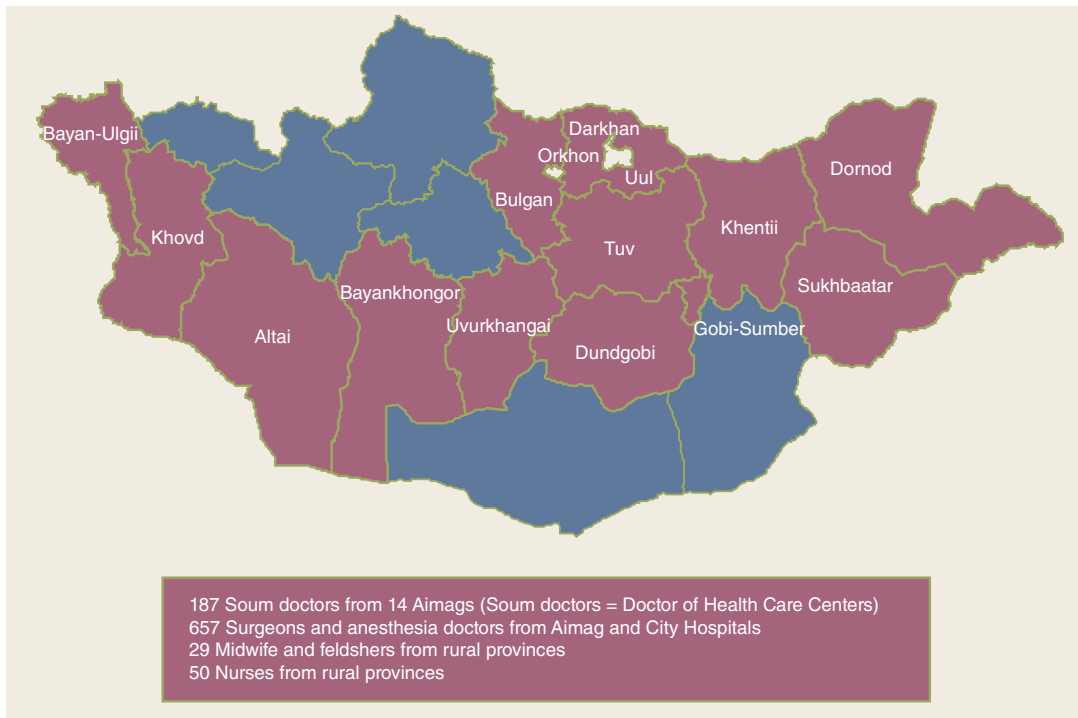 Bayan-Ulgii
Darkhan
Orkhon
Uul
Dornod
Bulgan
Khovd
Khentii
Tuv
Sukhbaatar
Bayankhongor
Altai
Uvurkhangai
Gobi-Sumber
Dundgobi
187 Soum doctors from 14 Aimags (Soum doctors = Doctor of Health Care Centers)
657 Surgeons and anesthesia doctors from Aimag and City Hospitals
29 Midwife and feldshers from rural provinces
50 Nurses from rural provinces